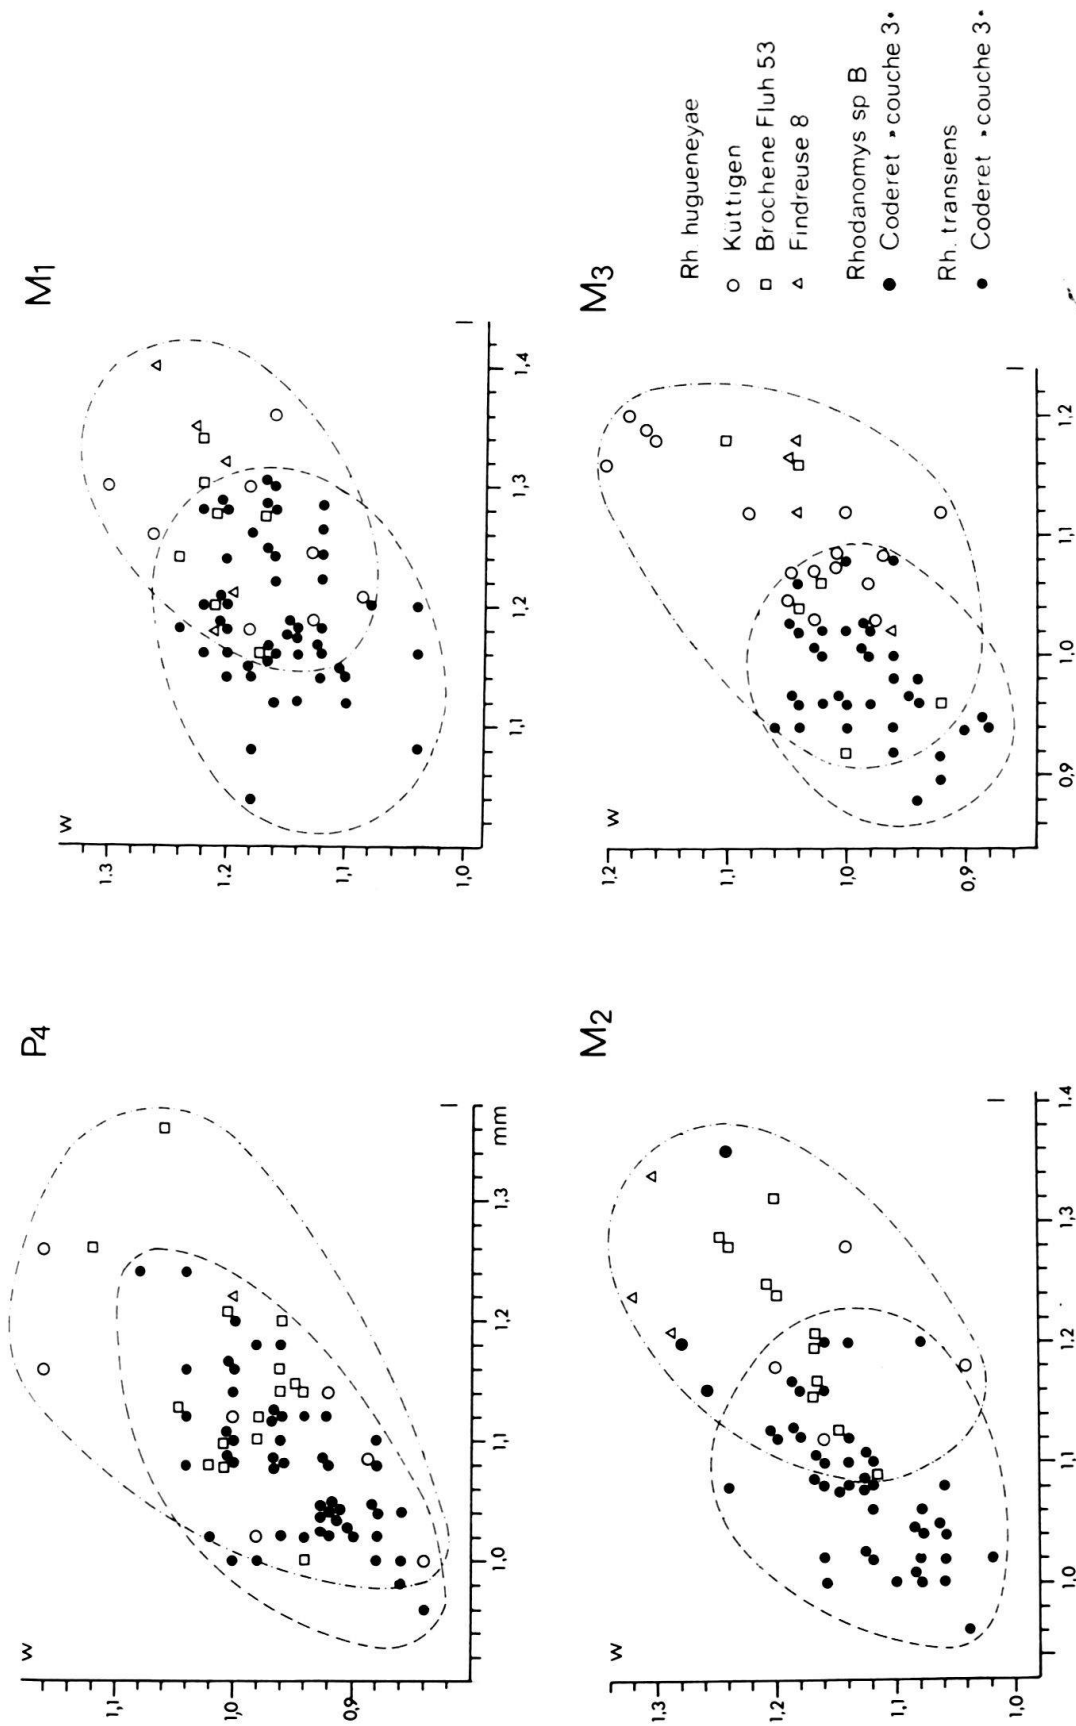 P4
w
1,1
1,0
0,9
1,0
1,1
1,2
1,3
mm
l
M1
w
1.3
1.2
1,1
1,0
1,1
1,2
1,3
1,4
l
M2
w
1.3
1.2
1,1
1,0
1,0
1,1
1,2
1,3
1.4
l
M3
w
1.2
1,1
1,0
0,9
0,9
1,0
1,1
1,2
l
Rh. hugueneyae
Küttigen
Brochene Fluh 53
Findreuse 8
Rhodanomys sp B
Coderet »couche 3«
Rh. transiens
Coderet »couche 3«